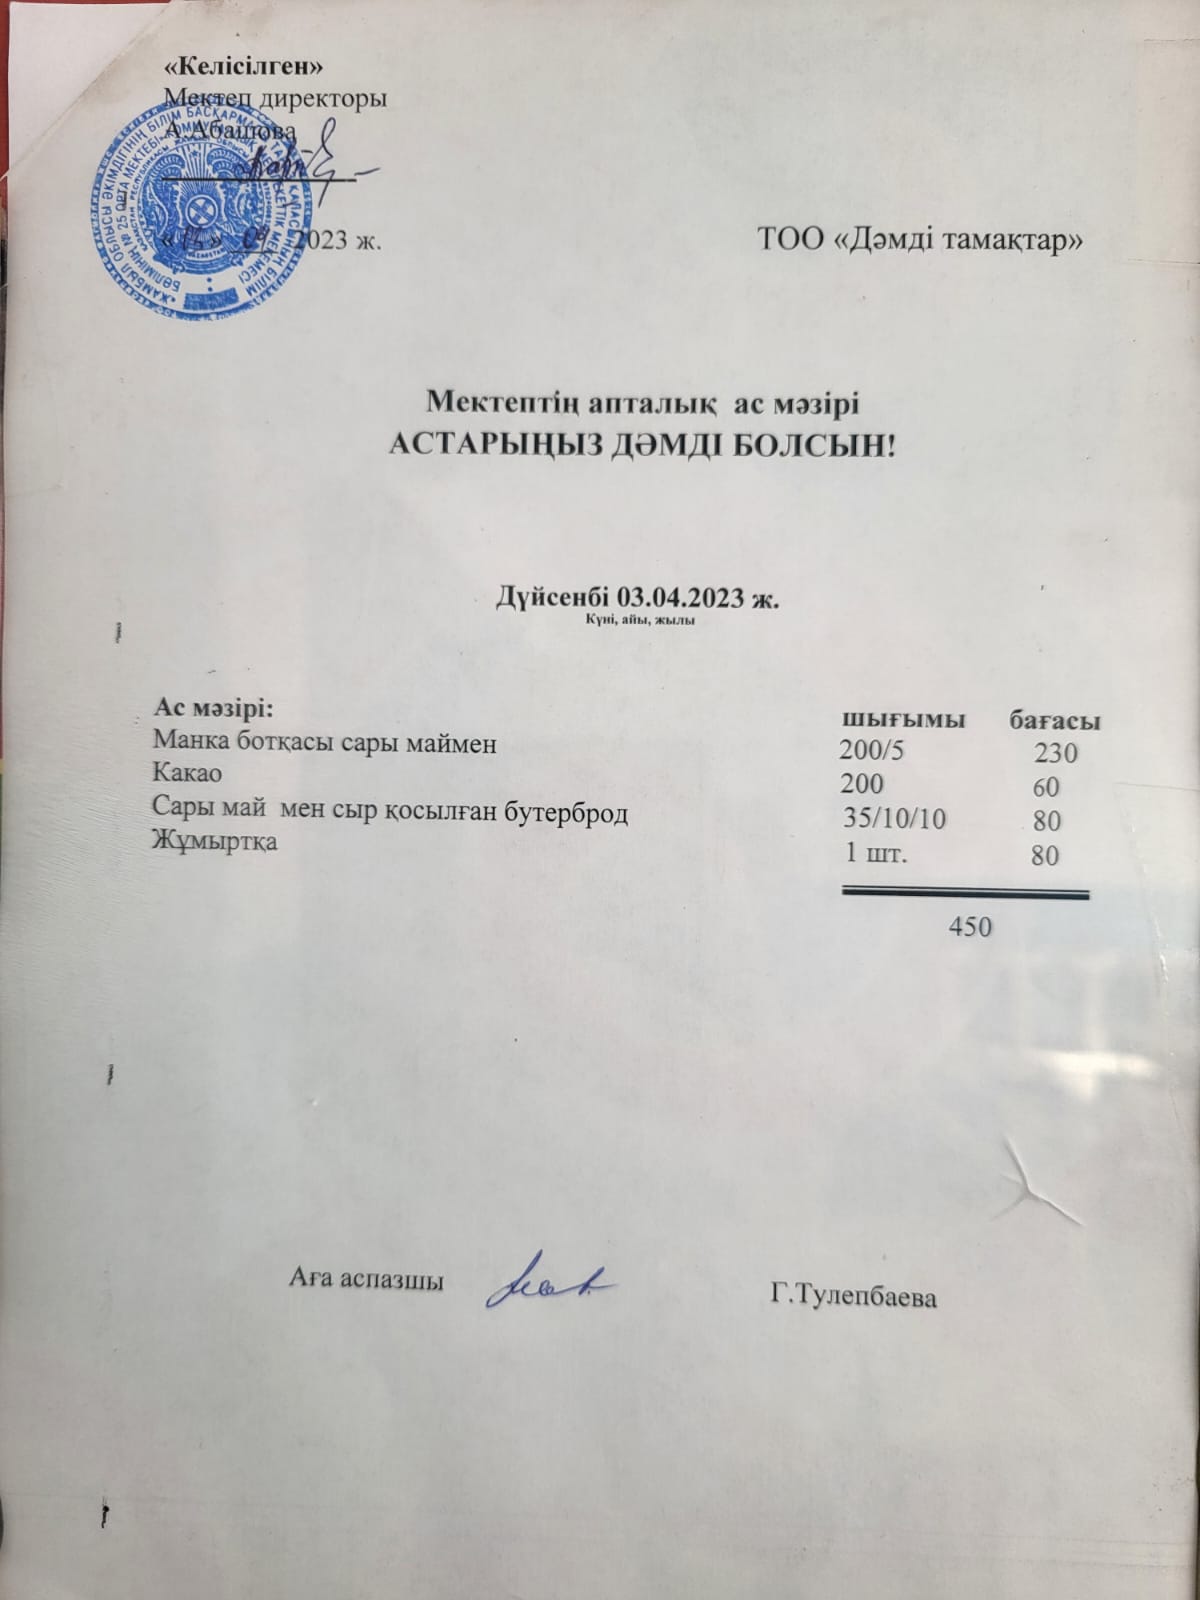 «Келісілген»
Мектеп директоры
А.Абашова
2023 ж.
ТОО «Дәмді тамақтар»
Мектептің апталық ас мәзірі
АСТАРЫҢЫЗ ДӘМДІ БОЛСЫН!
Дүйсенбі 03.04.2023 ж.
Күні, айы, жылы
Ас мәзірі: шығымы бағасы
Манка ботқасы сары маймен 200/5 230
Какао 200 60
Сары май мен сыр қосылған бутерброд 35/10/10 80
Жұмыртқа 1 шт. 80
450
Аға аспазшы Г.Тулепбаева